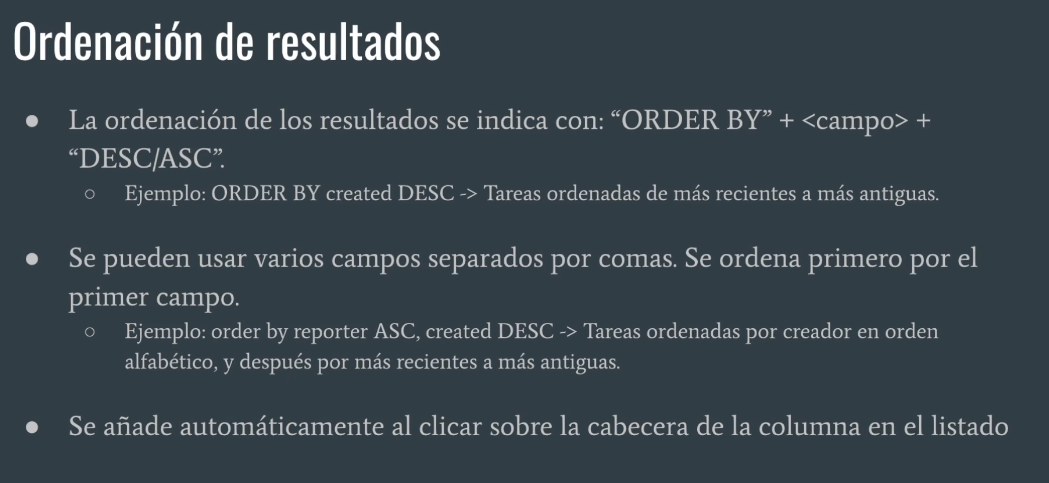 Ordenación de resultados
● La ordenación de los resultados se indica con: “ORDER BY” + <campo> +
“DESC/ASC”.
○ Ejemplo: ORDER BY created DESC -> Tareas ordenadas de más recientes a más antiguas.
● Se pueden usar varios campos separados por comas. Se ordena primero por el
primer campo.
○ Ejemplo: order by reporter ASC, created DESC -> Tareas ordenadas por creador en orden
alfabético, y después por más recientes a más antiguas.
● Se añade automáticamente al clicar sobre la cabecera de la columna en el listado